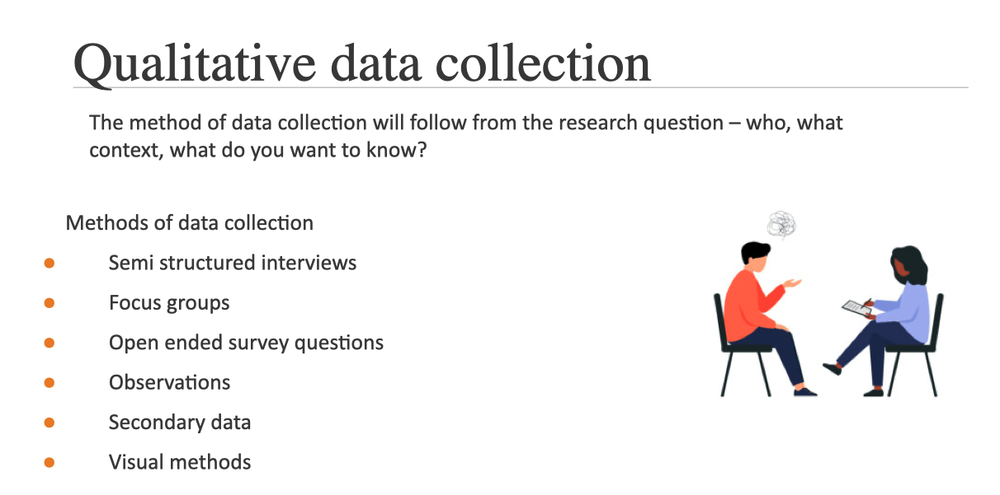 Qualitative data collection
The method of data collection will follow from the research question – who, what
context, what do you want to know?
Methods of data collection
Semi structured interviews
Focus groups
Open ended survey questions
Observations
Secondary data
Visual methods